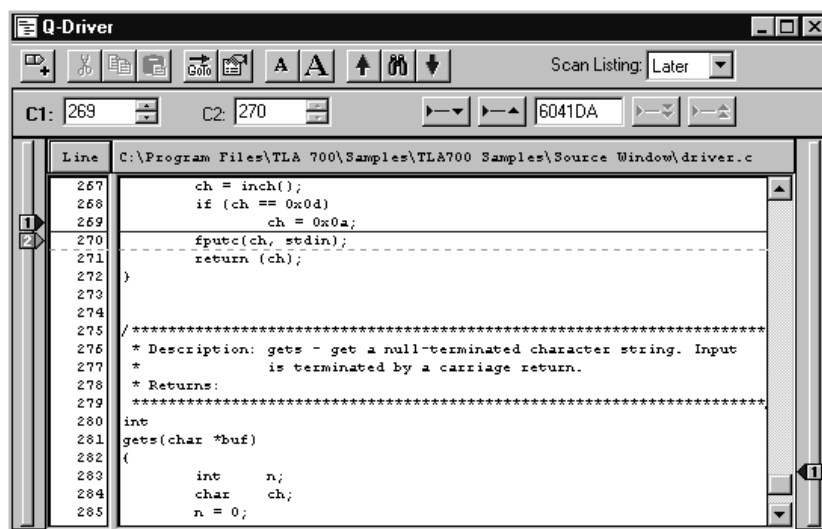 Q-Driver
Goto A A Scan Listing: Later
C1: 269 C2: 270 6041DA
Line C:\Program Files\TLA 700\Samples\TLA700 Samples\Source Window\driver.c
267 ch = inch();
268 if (ch == 0x0d)
1 269 ch = 0x0a;
2 270 fputc(ch, stdin);
271 return (ch);
272 }
273
274
275 /***********************************************************************
276 * Description: gets - get a null-terminated character string. Input
277 * is terminated by a carriage return.
278 * Returns:
279 ***********************************************************************
280 int
281 gets(char *buf)
282 {
283 int n; 1
284 char ch;
285 n = 0;